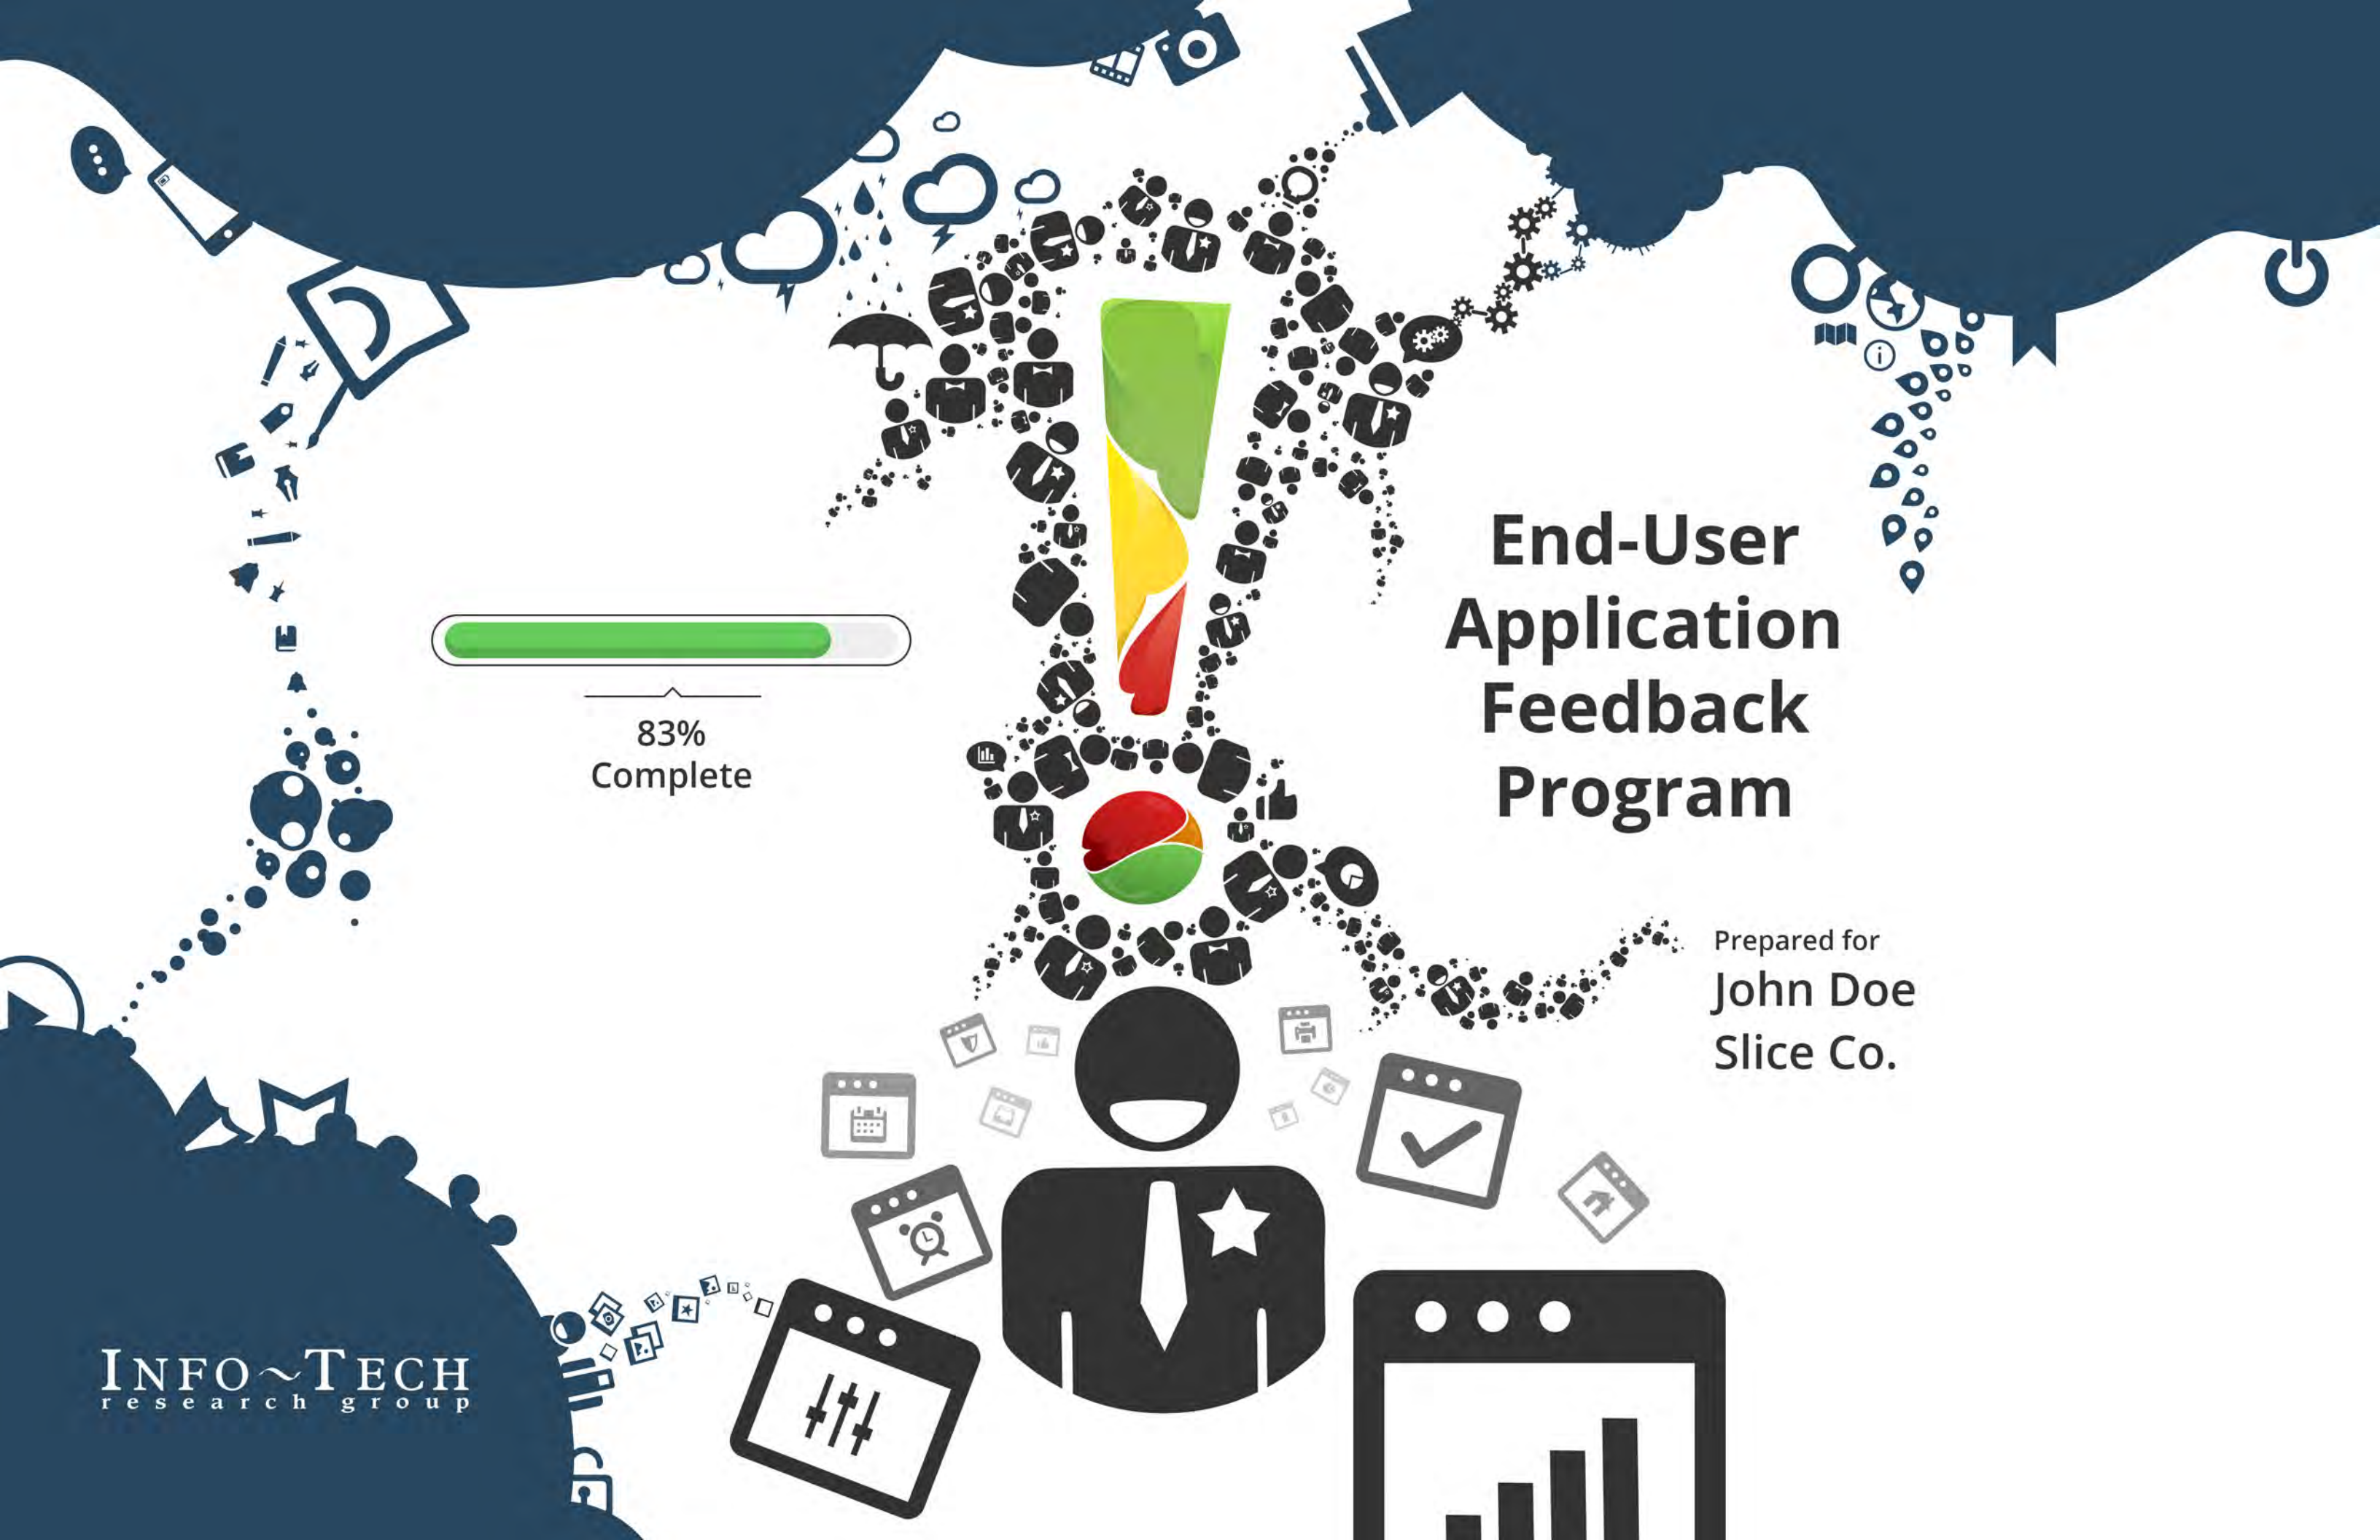 End-User
Application
Feedback
Program
83%
Complete
Prepared for
John Doe
Slice Co.
INFO~TECH
research group